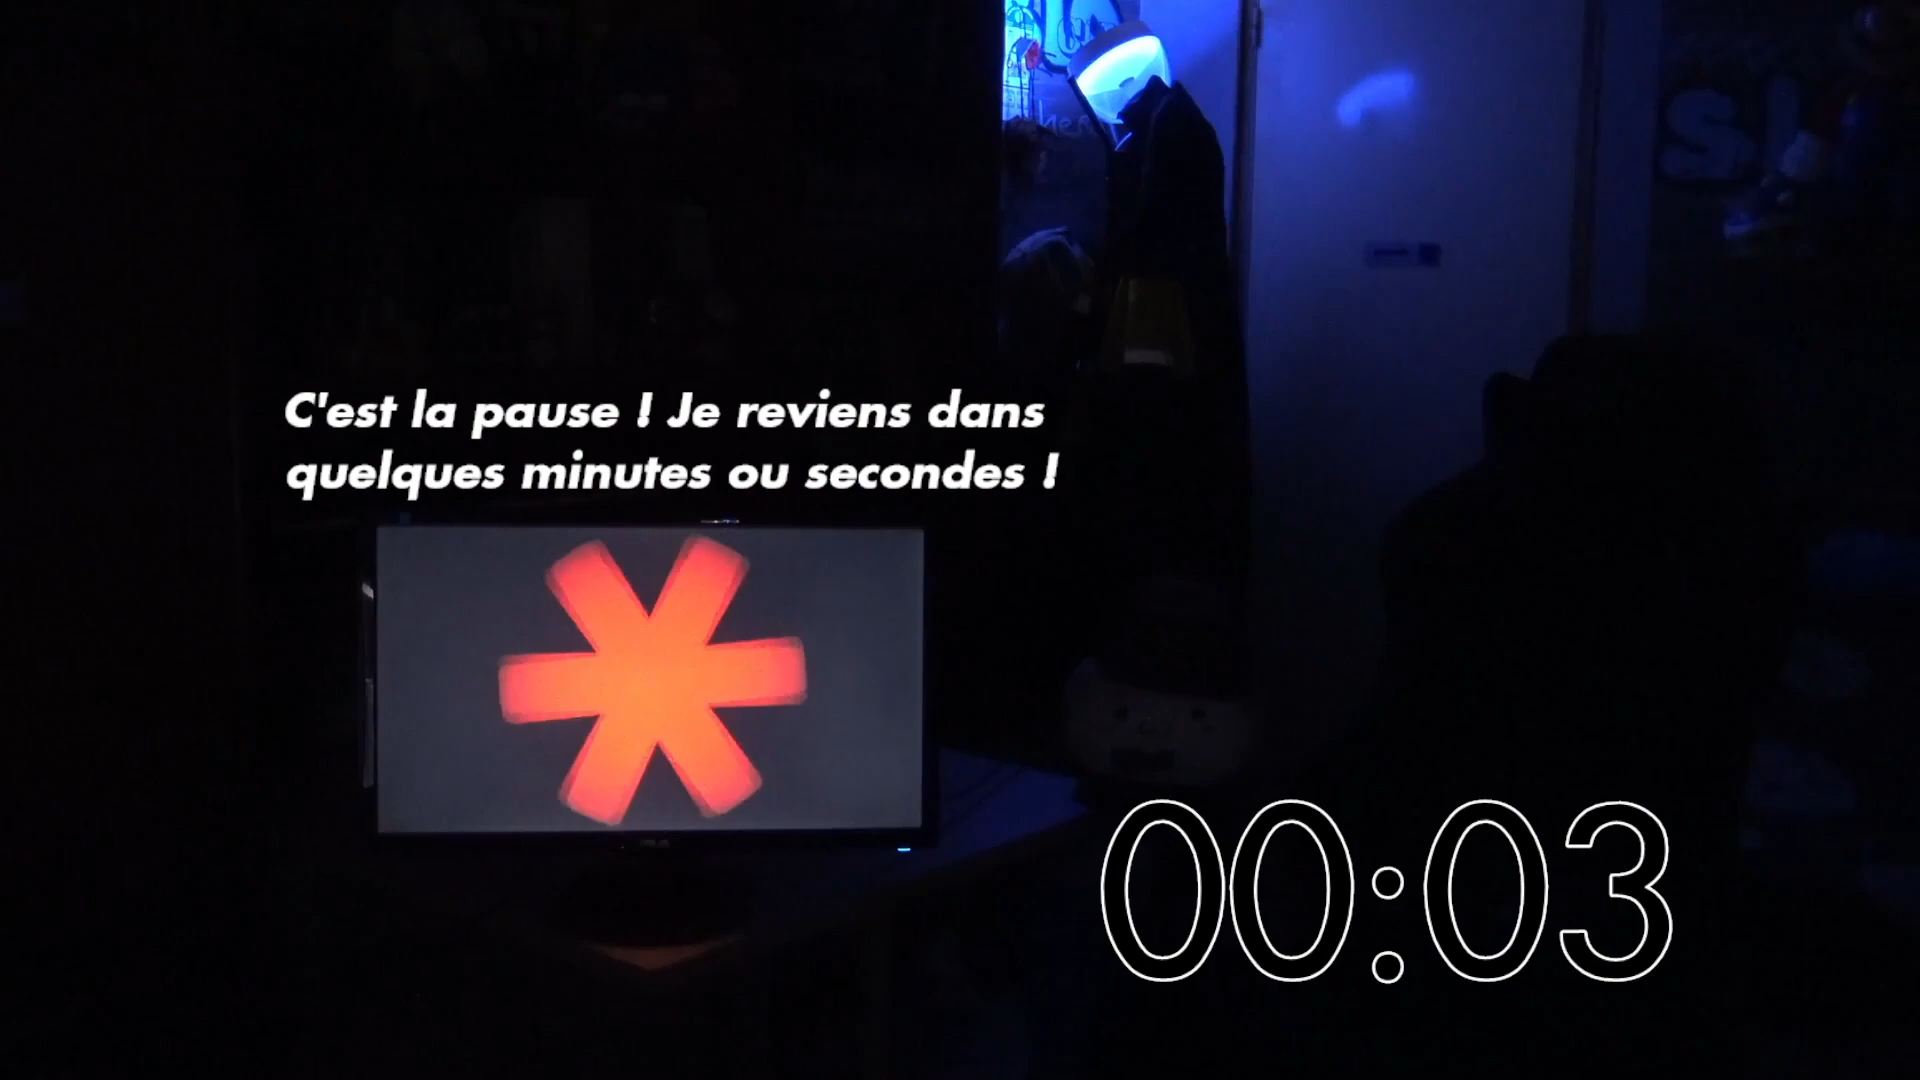 C'est la pause ! Je reviens dans
quelques minutes ou secondes !
00:03